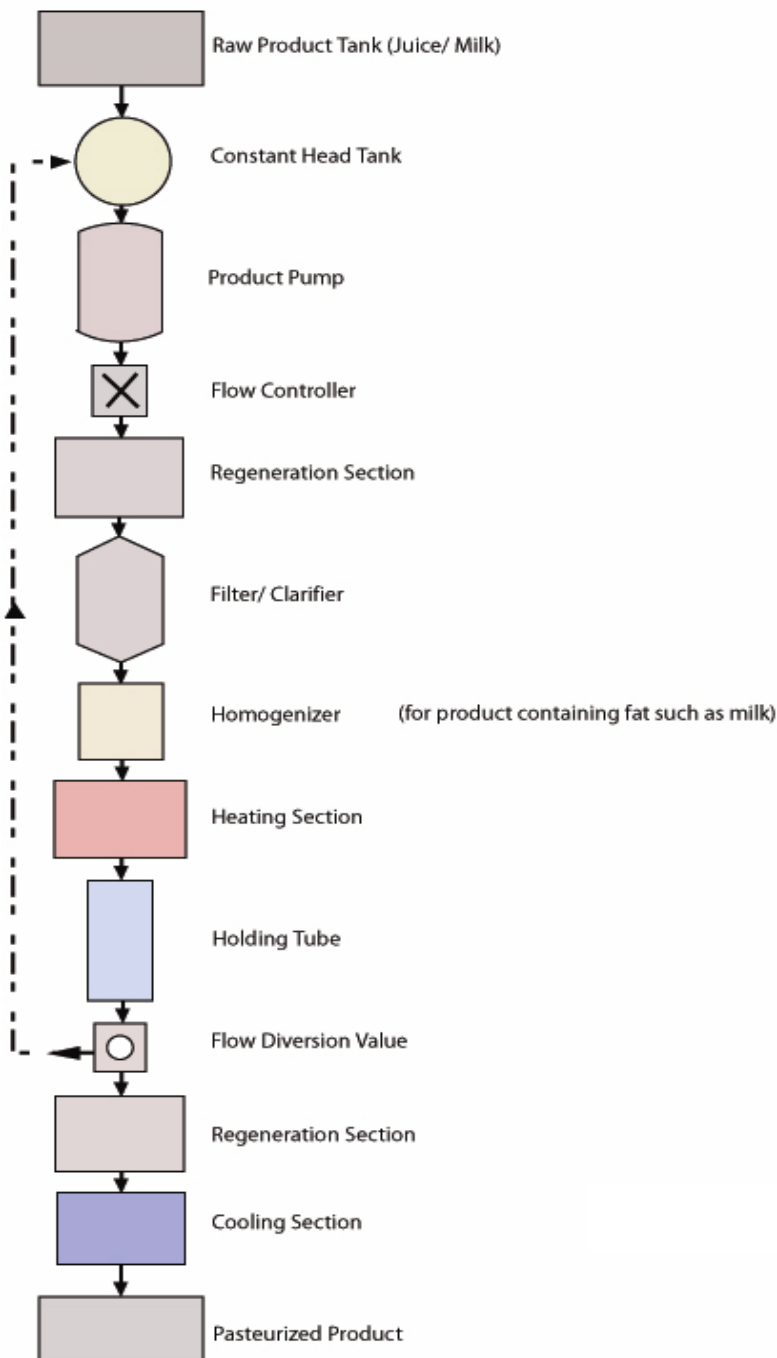 Raw Product Tank (Juice/ Milk)
Constant Head Tank
Product Pump
Flow Controller
Regeneration Section
Filter/ Clarifier
Homogenizer (for product containing fat such as milk)
Heating Section
Holding Tube
Flow Diversion Value
Regeneration Section
Cooling Section
Pasteurized Product